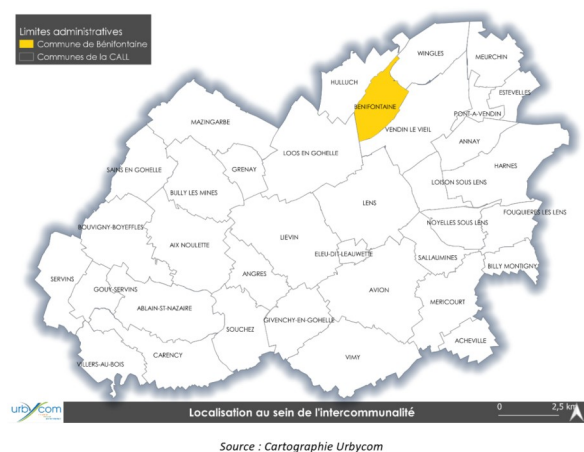 Limites administratives
Commune de Bénifontaine
Communes de la CALL
WINGLES
MEURCHIN
HULLUCH
ESTEVELLES
BENIFONTAINE
PONT-A-VENDIN
MAZINGARBE
VENDIN LE VIEIL
ANNAY
LOOS EN GOHELLE
HARNES
SAINS EN GOHELLE
GRENAY
BULLY LES MINES
LOISON SOUS LENS
LENS
FOUQUIERES LES LENS
BOUVIGNY-BOYEFFLES
NOYELLES SOUS LENS
LIEVIN
AIX NOULETTE
ELEU-DIT-LEAUWETTE
SALLAUMINES
BILLY MONTIGNY
SERVINS
ANGRES
GOUY-SERVINS
AVION
MERICOURT
ABLAIN-ST-NAZAIRE
GIVENCHY-EN-GOHELLE
SOUCHEZ
ACHEVILLE
CARENCY
VIMY
VILLERS-AU-BOIS
urbycom
Localisation au sein de l'intercommunalité
0 2,5 km
Source : Cartographie Urbycom